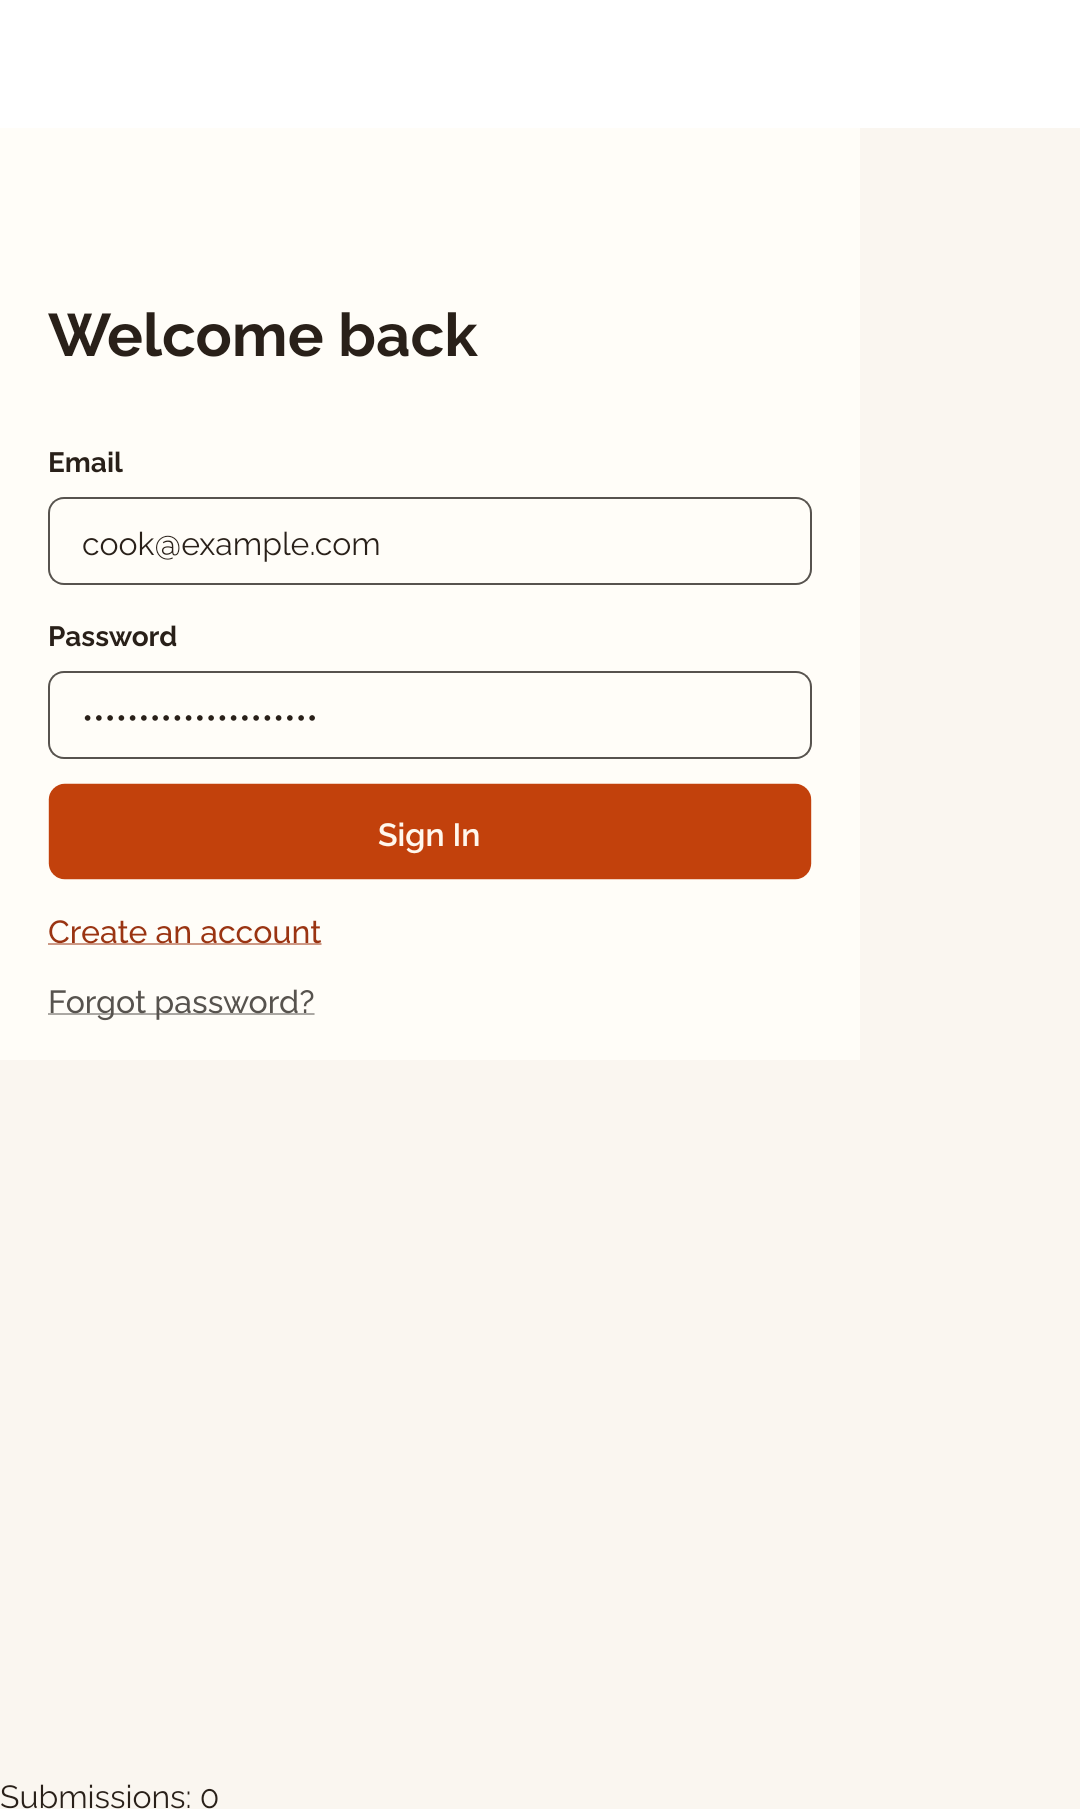 Welcome back
Email
cook@example.com
Password
•••••••••••••••••••••
Sign In
Create an account
Forgot password?
Submissions: 0